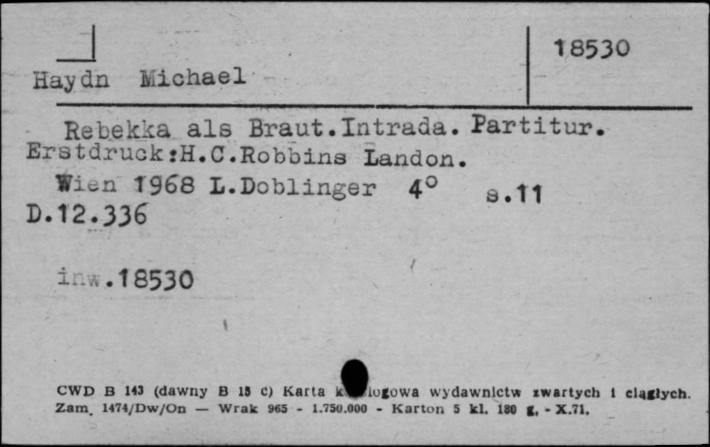 18530
Haydn Michael
Rebekka als Braut.Intrada. Partitur.
Erstdruck:H.C.Robbins Landon.
Wien 1968 L.Doblinger 4° s.11
D.12.336
inw.18530
CWD B 143 (dawny B 15 c) Karta wydawnictw zwartych i ciągłych.
Zam. 1474/Dw/On — Wrak 965 - 1.750.000 - Karton 5 kl. 180 g. - X.71.